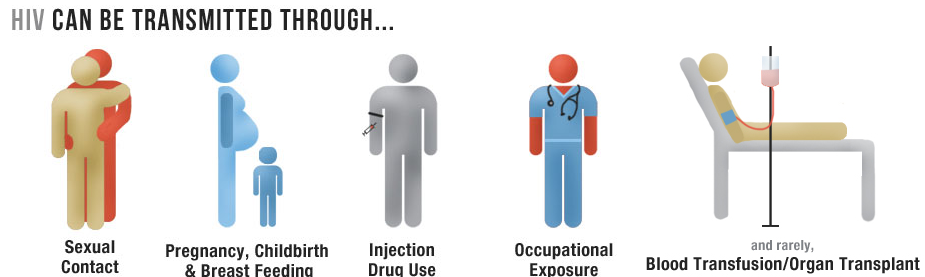 HIV CAN BE TRANSMITTED THROUGH...
Sexual
Contact
Pregnancy, Childbirth
& Breast Feeding
Injection
Drug Use
Occupational
Exposure
and rarely,
Blood Transfusion/Organ Transplant